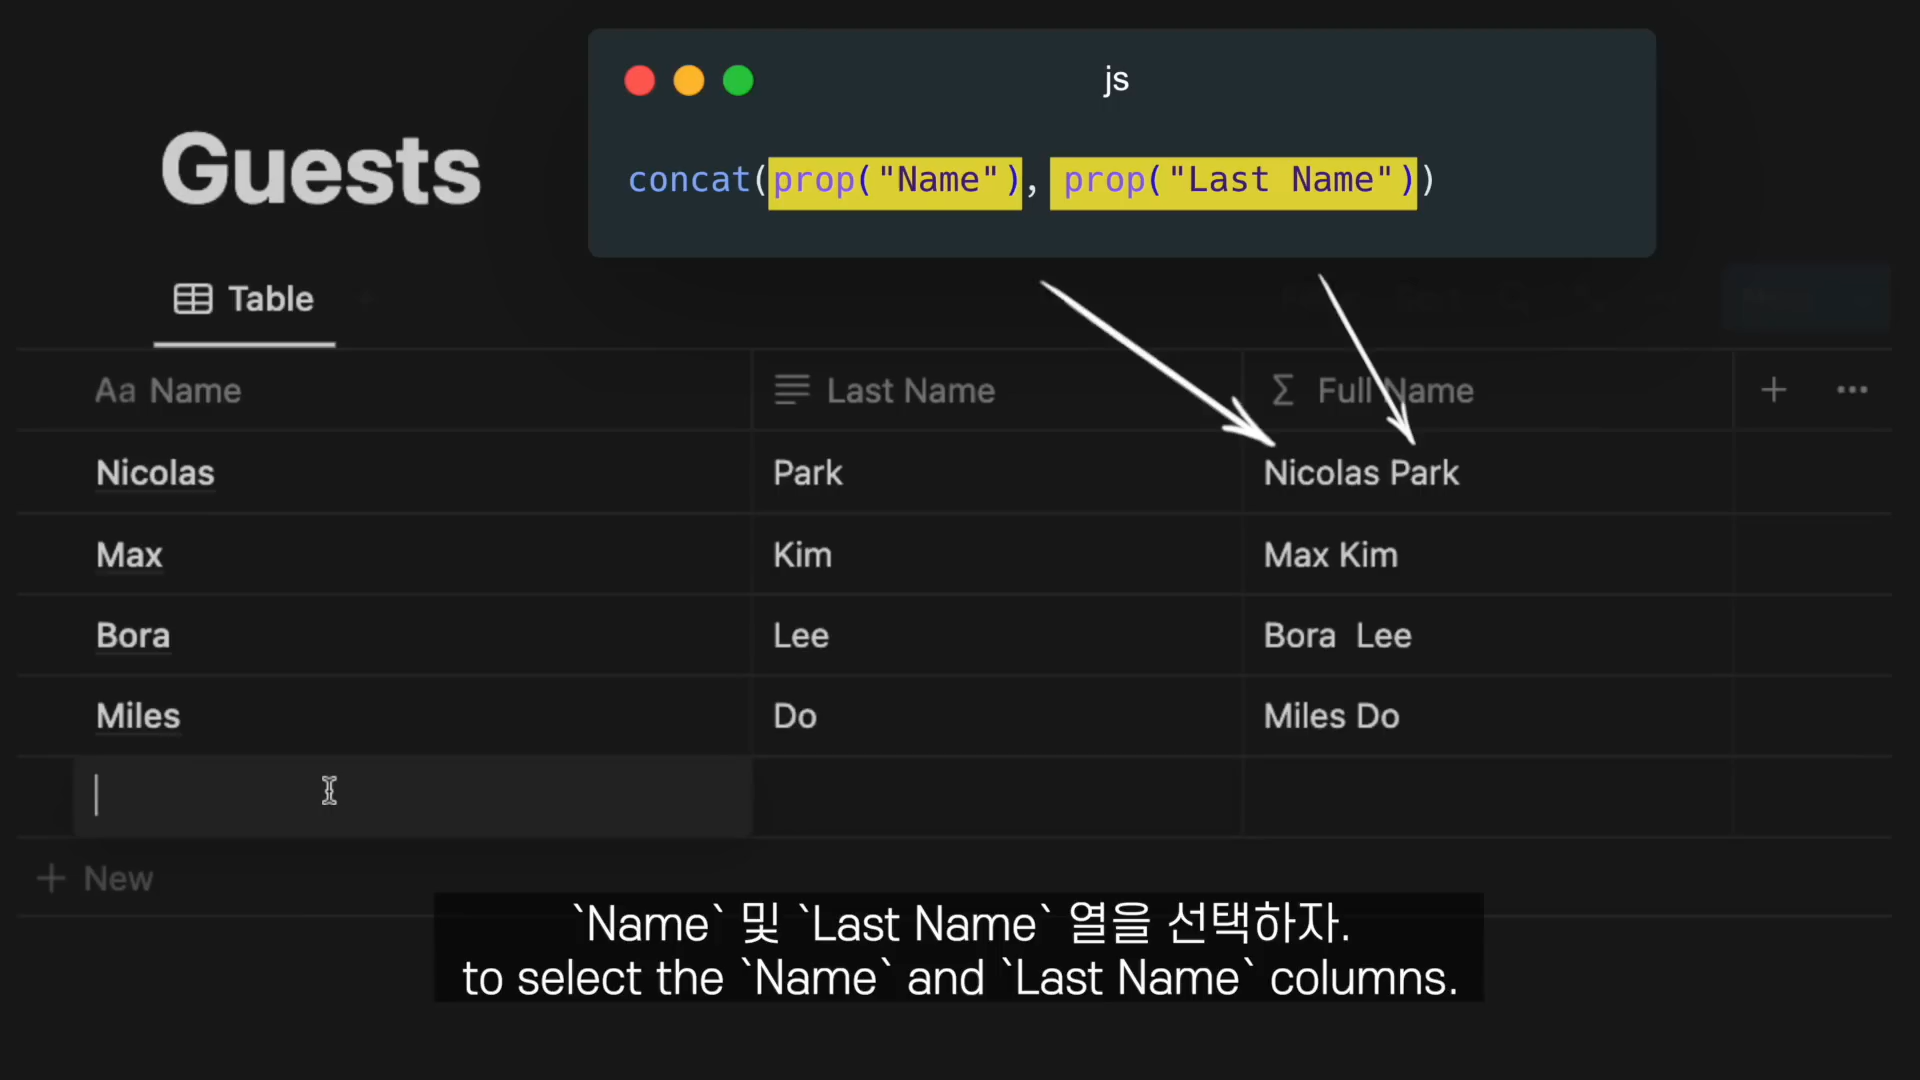 js
concat(prop("Name"), prop("Last Name"))
Guests
Table
Aa Name Last Name Σ Full Name + ...
Nicolas Park Nicolas Park
Max Kim Max Kim
Bora Lee Bora  Lee
Miles Do Miles Do
+ New
`Name` 및 `Last Name` 열을 선택하자.
to select the `Name` and `Last Name` columns.